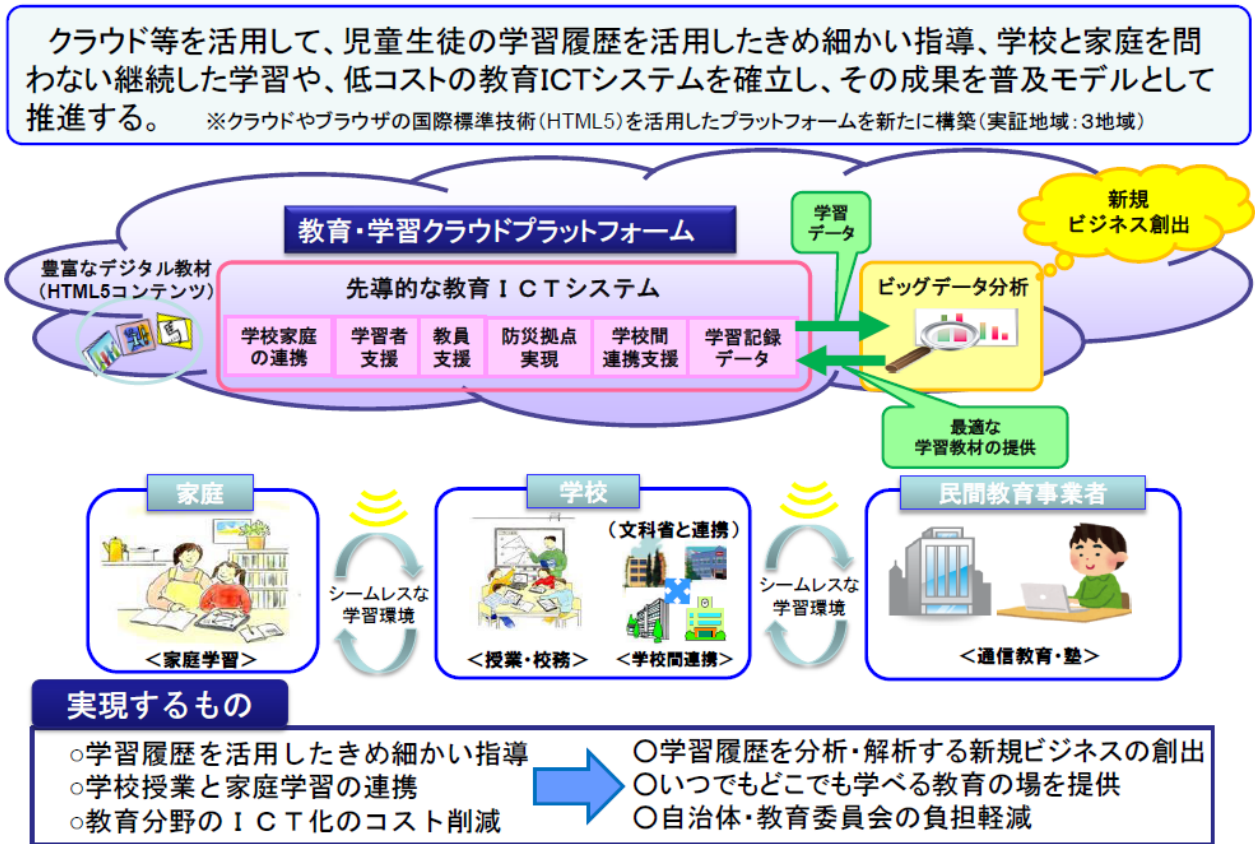 クラウド等を活用して、児童生徒の学習履歴を活用したきめ細かい指導、学校と家庭を問
わない継続した学習や、低コストの教育ICTシステムを確立し、その成果を普及モデルとして
推進する。 ※クラウドやブラウザの国際標準技術(HTML5)を活用したプラットフォームを新たに構築(実証地域:3地域)
新規
ビジネス創出
学習
データ
教育・学習クラウドプラットフォーム
豊富なデジタル教材
(HTML5コンテンツ)
先導的な教育ICTシステム
学校家庭
の連携
学習者
支援
教員
支援
防災拠点
実現
学校間
連携支援
学習記録
データ
ビッグデータ分析
最適な
学習教材の提供
家庭
<家庭学習>
シームレスな
学習環境
学校
(文科省と連携)
<授業・校務>
<学校間連携>
シームレスな
学習環境
民間教育事業者
<通信教育・塾>
実現するもの
○学習履歴を活用したきめ細かい指導
○学校授業と家庭学習の連携
○教育分野のICT化のコスト削減
〇学習履歴を分析・解析する新規ビジネスの創出
〇いつでもどこでも学べる教育の場を提供
〇自治体・教育委員会の負担軽減